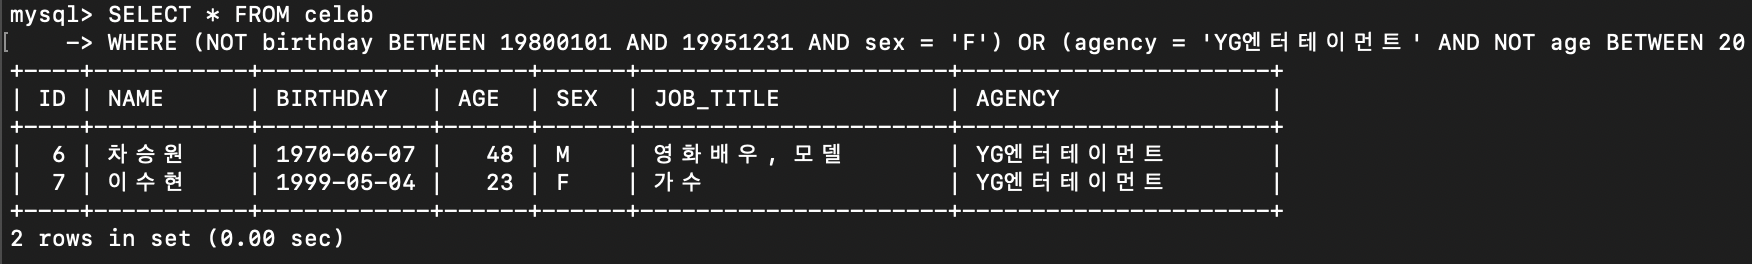 mysql> SELECT * FROM celeb
[    -> WHERE (NOT birthday BETWEEN 19800101 AND 19951231 AND sex = 'F') OR (agency = 'YG엔터테이먼트' AND NOT age BETWEEN 20
+----+-----------+------------+------+------+---------------------+---------------------+
| ID | NAME      | BIRTHDAY   | AGE  | SEX  | JOB_TITLE           | AGENCY              |
+----+-----------+------------+------+------+---------------------+---------------------+
|  6 | 차승원    | 1970-06-07 |   48 | M    | 영화배우, 모델      | YG엔터테이먼트      |
|  7 | 이수현    | 1999-05-04 |   23 | F    | 가수                | YG엔터테이먼트      |
+----+-----------+------------+------+------+---------------------+---------------------+
2 rows in set (0.00 sec)